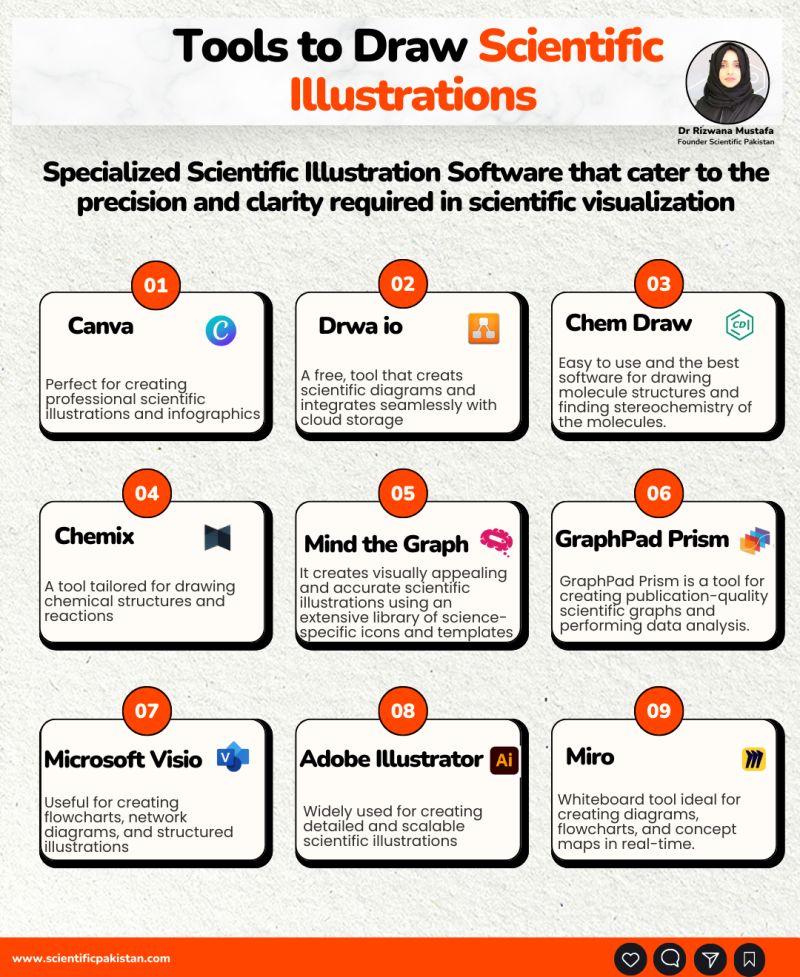 Tools to Draw Scientific
Illustrations
Dr Rizwana Mustafa
Founder Scientific Pakistan
Specialized Scientific Illustration Software that cater to the
precision and clarity required in scientific visualization
01
Canva
Perfect for creating
professional scientific
illustrations and infographics
02
Drwa io
A free, tool that creats
scientific diagrams and
integrates seamlessly with
cloud storage
03
Chem Draw
CD
Easy to use and the best
software for drawing
molecule structures and
finding stereochemistry of
the molecules.
04
Chemix
A tool tailored for drawing
chemical structures and
reactions
05
Mind the Graph
It creates visually appealing
and accurate scientific
illustrations using an
extensive library of science-
specific icons and templates
06
GraphPad Prism
GraphPad Prism is a tool for
creating publication-quality
scientific graphs and
performing data analysis.
07
Microsoft Visio
V
Useful for creating
flowcharts, network
diagrams, and structured
illustrations
08
Adobe Illustrator
Ai
Widely used for creating
detailed and scalable
scientific illustrations
09
Miro
Whiteboard tool ideal for
creating diagrams,
flowcharts, and concept
maps in real-time.
www.scientificpakistan.com